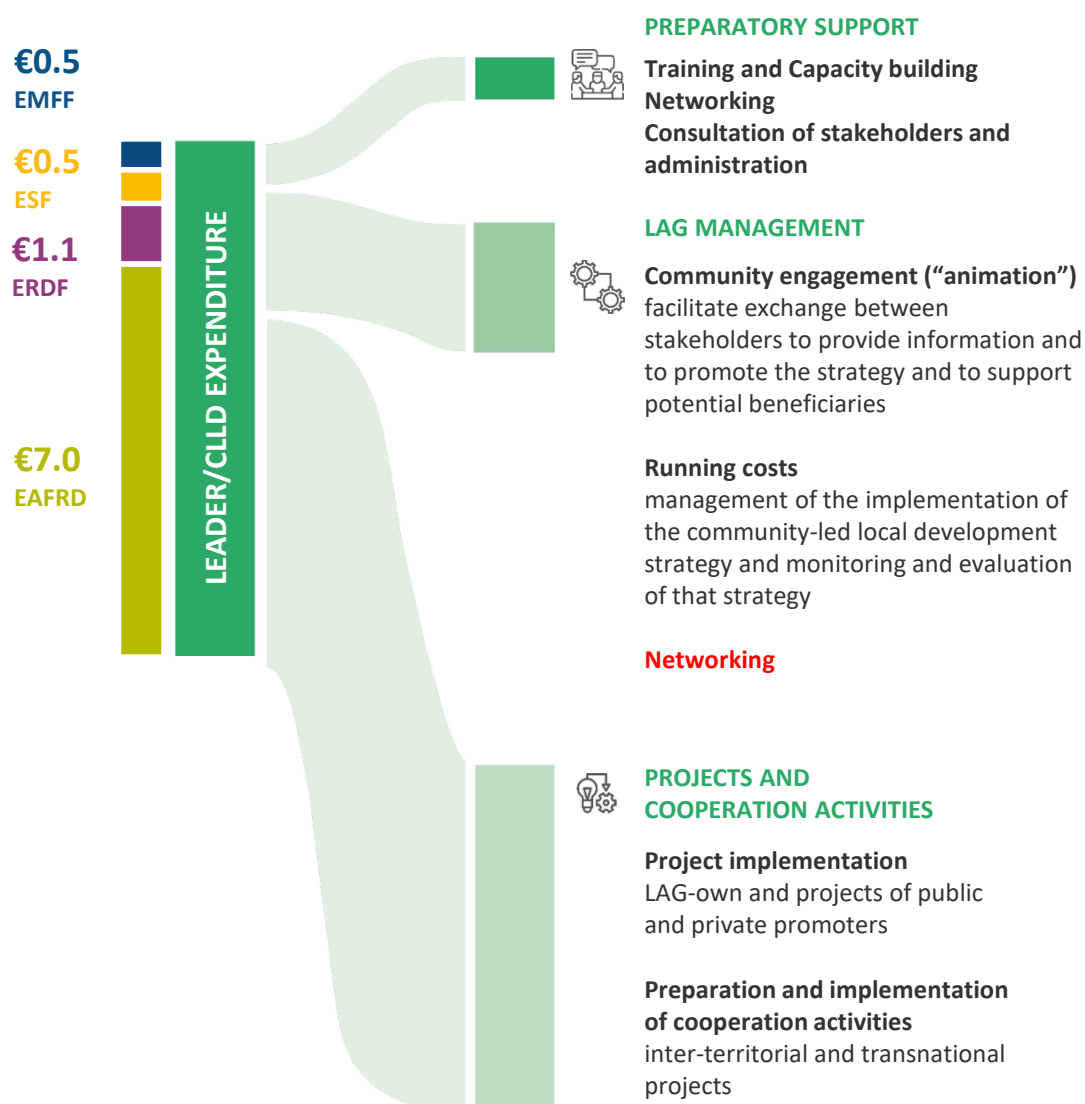 €0.5
EMFF
€0.5
ESF
€1.1
ERDF
€7.0
EAFRD
LEADER/CLLD EXPENDITURE
PREPARATORY SUPPORT
Training and Capacity building
Networking
Consultation of stakeholders and
administration
LAG MANAGEMENT
Community engagement (“animation”)
facilitate exchange between
stakeholders to provide information and
to promote the strategy and to support
potential beneficiaries
Running costs
management of the implementation of
the community-led local development
strategy and monitoring and evaluation
of that strategy
Networking
PROJECTS AND
COOPERATION ACTIVITIES
Project implementation
LAG-own and projects of public
and private promoters
Preparation and implementation
of cooperation activities
inter-territorial and transnational
projects